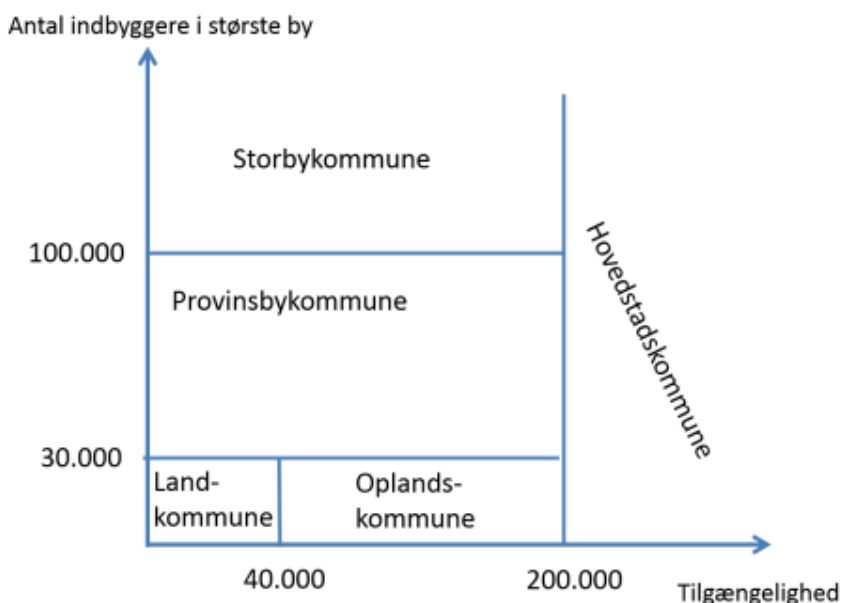 Antal indbyggere i største by
Storbykommune
100.000
Hovedstadskommune
Provinsbykommune
30.000
Land-
kommune
Oplands-
kommune
40.000
200.000
Tilgængelighed